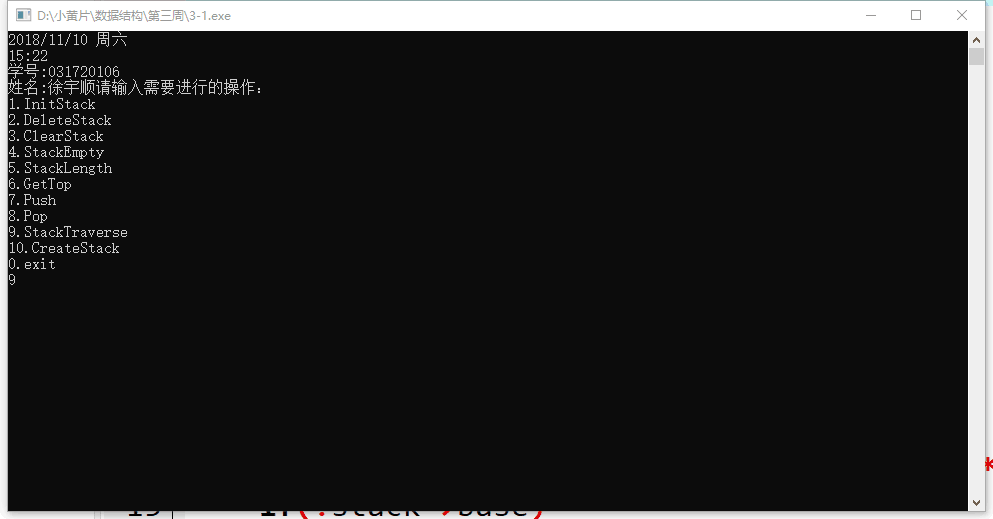 D:\小黄片\数据结构\第三周\3-1.exe
2018/11/10 周六
15:22
学号:031720106
姓名:徐宇顺请输入需要进行的操作:
1.InitStack
2.DeleteStack
3.ClearStack
4.StackEmpty
5.StackLength
6.GetTop
7.Push
8.Pop
9.StackTraverse
10.CreateStack
0.exit
9